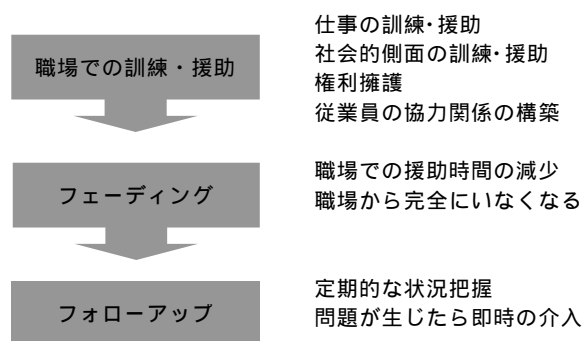 職場での訓練・援助
仕事の訓練・援助
社会的側面の訓練・援助
権利擁護
従業員の協力関係の構築
フェーディング
職場での援助時間の減少
職場から完全にいなくなる
フォローアップ
定期的な状況把握
問題が生じたら即時の介入